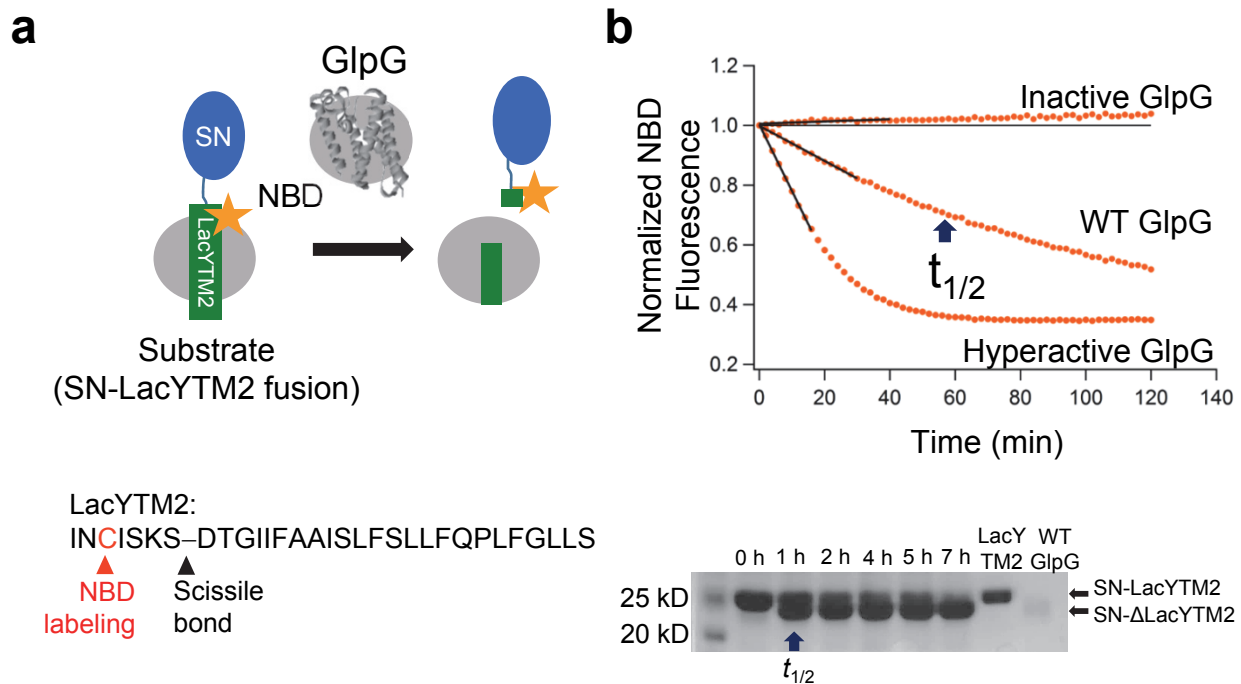 a
GlpG
SN
NBD
LacYTM2
Substrate
(SN-LacYTM2 fusion)
LacYTM2:
INCISKS–DTGIIFAAISLFSLLFQPLFGLLS
NBD
labeling
Scissile
bond
b
Normalized NBD
Fluorescence
1.2
1.0
0.8
0.6
0.4
0.2
Inactive GlpG
WT GlpG
t1/2
Hyperactive GlpG
0 20 40 60 80 100 120 140
Time (min)
0 h 1 h 2 h 4 h 5 h 7 h
LacY
TM2
WT
GlpG
25 kD
20 kD
SN-LacYTM2
SN-ΔLacYTM2
t1/2